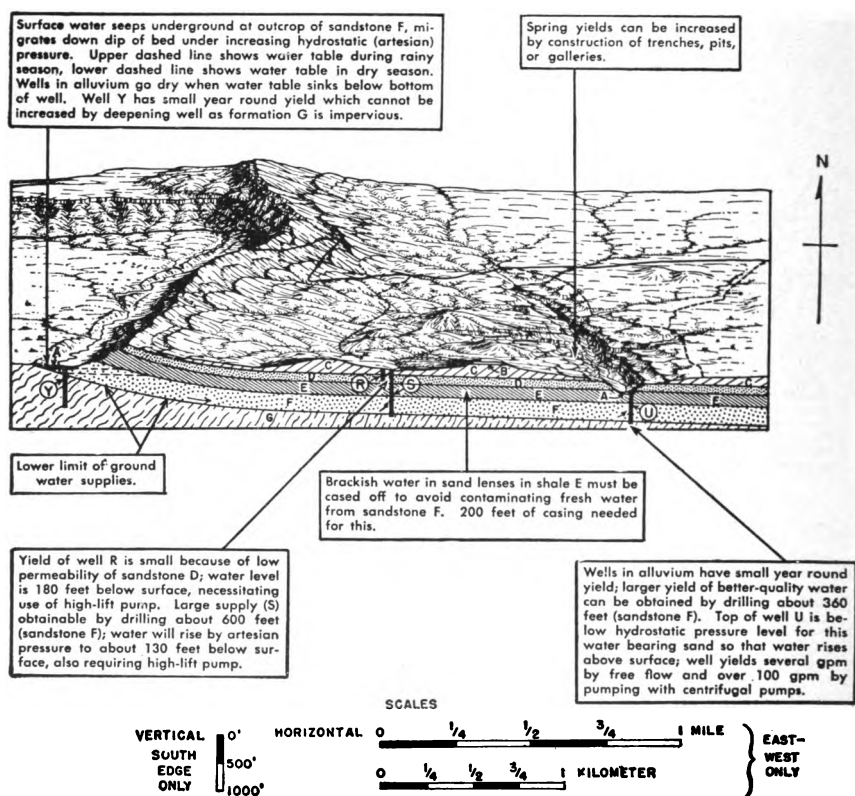 Surface water seeps underground at outcrop of sandstone F, mi-
grates down dip of bed under increasing hydrostatic (artesian)
pressure. Upper dashed line shows water table during rainy
season, lower dashed line shows water table in dry season.
Wells in alluvium go dry when water table sinks below bottom
of well. Well Y has small year round yield which cannot be
increased by deepening well as formation G is impervious.
Spring yields can be increased
by construction of trenches, pits,
or galleries.
N
A
C
C
B
C
D
R
S
D
A
E
E
E
E
Y
F
F
F
U
G
Lower limit of ground
water supplies.
Brackish water in sand lenses in shale E must be
cased off to avoid contaminating fresh water
from sandstone F. 200 feet of casing needed
for this.
Yield of well R is small because of low
permeability of sandstone D; water level
is 180 feet below surface, necessitating
use of high-lift pump. Large supply (S)
obtainable by drilling about 600 feet
(sandstone F); water will rise by artesian
pressure to about 130 feet below sur-
face, also requiring high-lift pump.
Wells in alluvium have small year round
yield; larger yield of better-quality water
can be obtained by drilling about 360
feet (sandstone F). Top of well U is be-
low hydrostatic pressure level for this
water bearing sand so that water rises
above surface; well yields several gpm
by free flow and over 100 gpm by
pumping with centrifugal pumps.
SCALES
VERTICAL 0'
SOUTH 500'
EDGE
ONLY 1000'
HORIZONTAL 0 1/4 1/2 3/4 1 MILE
0 1/4 1/2 3/4 1 KILOMETER
EAST-
WEST
ONLY